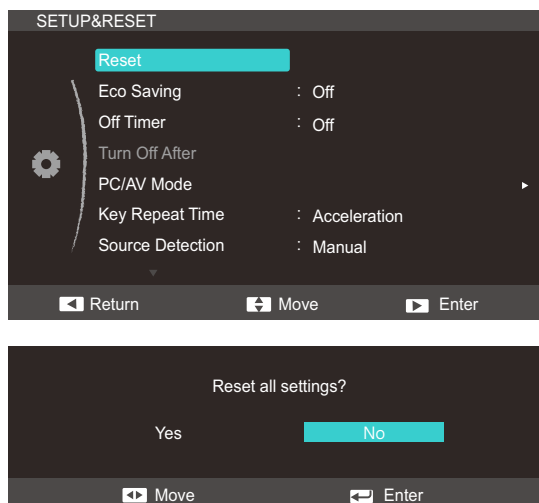 SETUP&RESET
Reset
Eco Saving : Off
Off Timer : Off
Turn Off After
PC/AV Mode
Key Repeat Time : Acceleration
Source Detection : Manual
Return Move Enter
Reset all settings?
Yes No
Move Enter